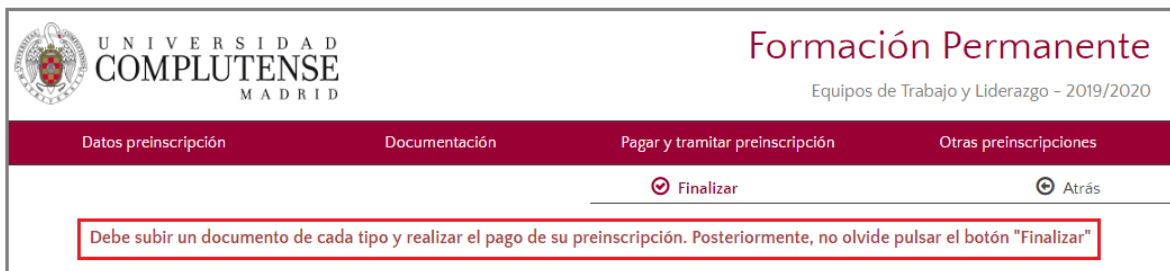 UNIVERSIDAD
COMPLUTENSE
MADRID
Formación Permanente
Equipos de Trabajo y Liderazgo - 2019/2020
Datos preinscripción Documentación Pagar y tramitar preinscripción Otras preinscripciones
Finalizar Atrás
Debe subir un documento de cada tipo y realizar el pago de su preinscripción. Posteriormente, no olvide pulsar el botón "Finalizar"